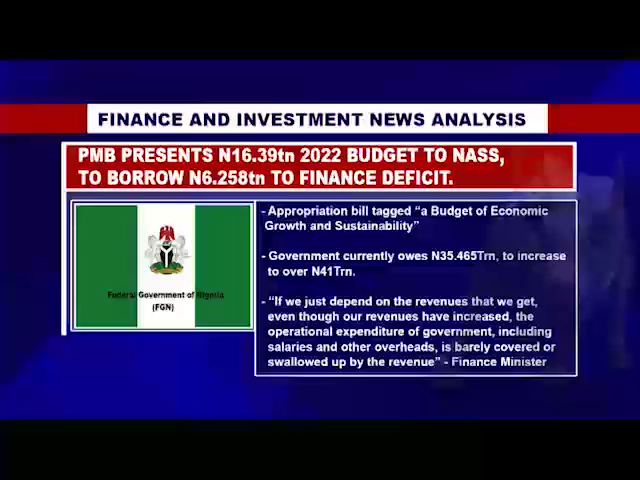 FINANCE AND INVESTMENT NEWS ANALYSIS
PMB PRESENTS N16.39tn 2022 BUDGET TO NASS,
TO BORROW N6.258tn TO FINANCE DEFICIT.
Federal Government of Nigeria
(FGN)
- Appropriation bill tagged “a Budget of Economic
Growth and Sustainability”
- Government currently owes N35.465Trn, to increase
to over N41Trn.
- “If we just depend on the revenues that we get,
even though our revenues have increased, the
operational expenditure of government, including
salaries and other overheads, is barely covered or
swallowed up by the revenue” - Finance Minister